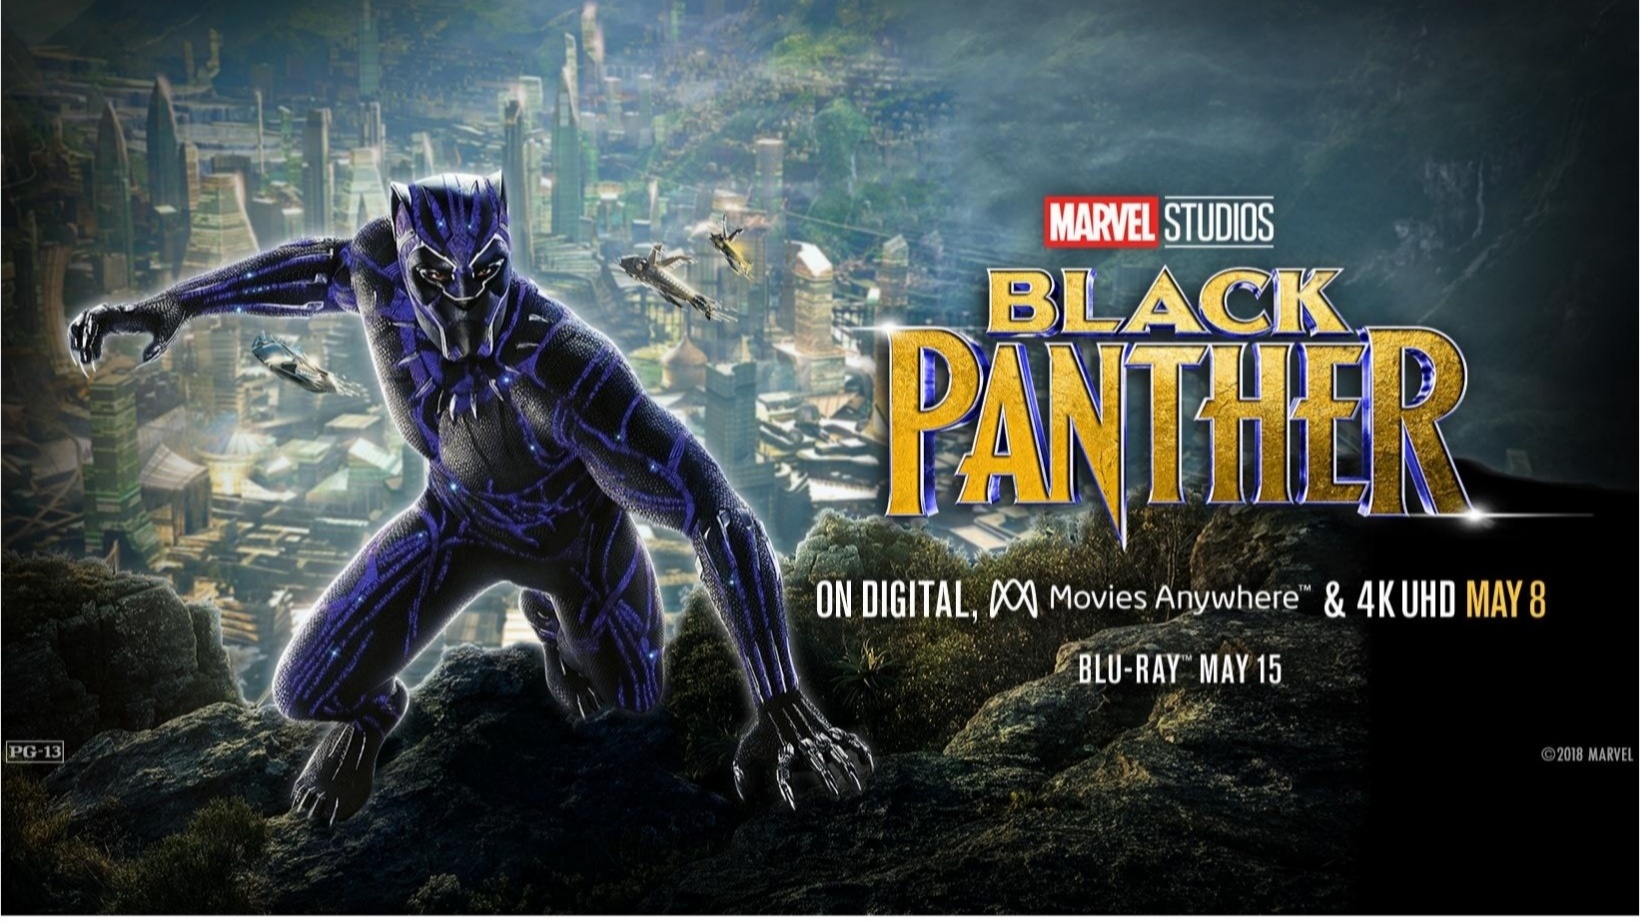 MARVEL STUDIOS
BLACK
PANTHER
ON DIGITAL, Movies Anywhere™ & 4K UHD MAY 8
BLU-RAY™ MAY 15
PG-13
©2018 MARVEL